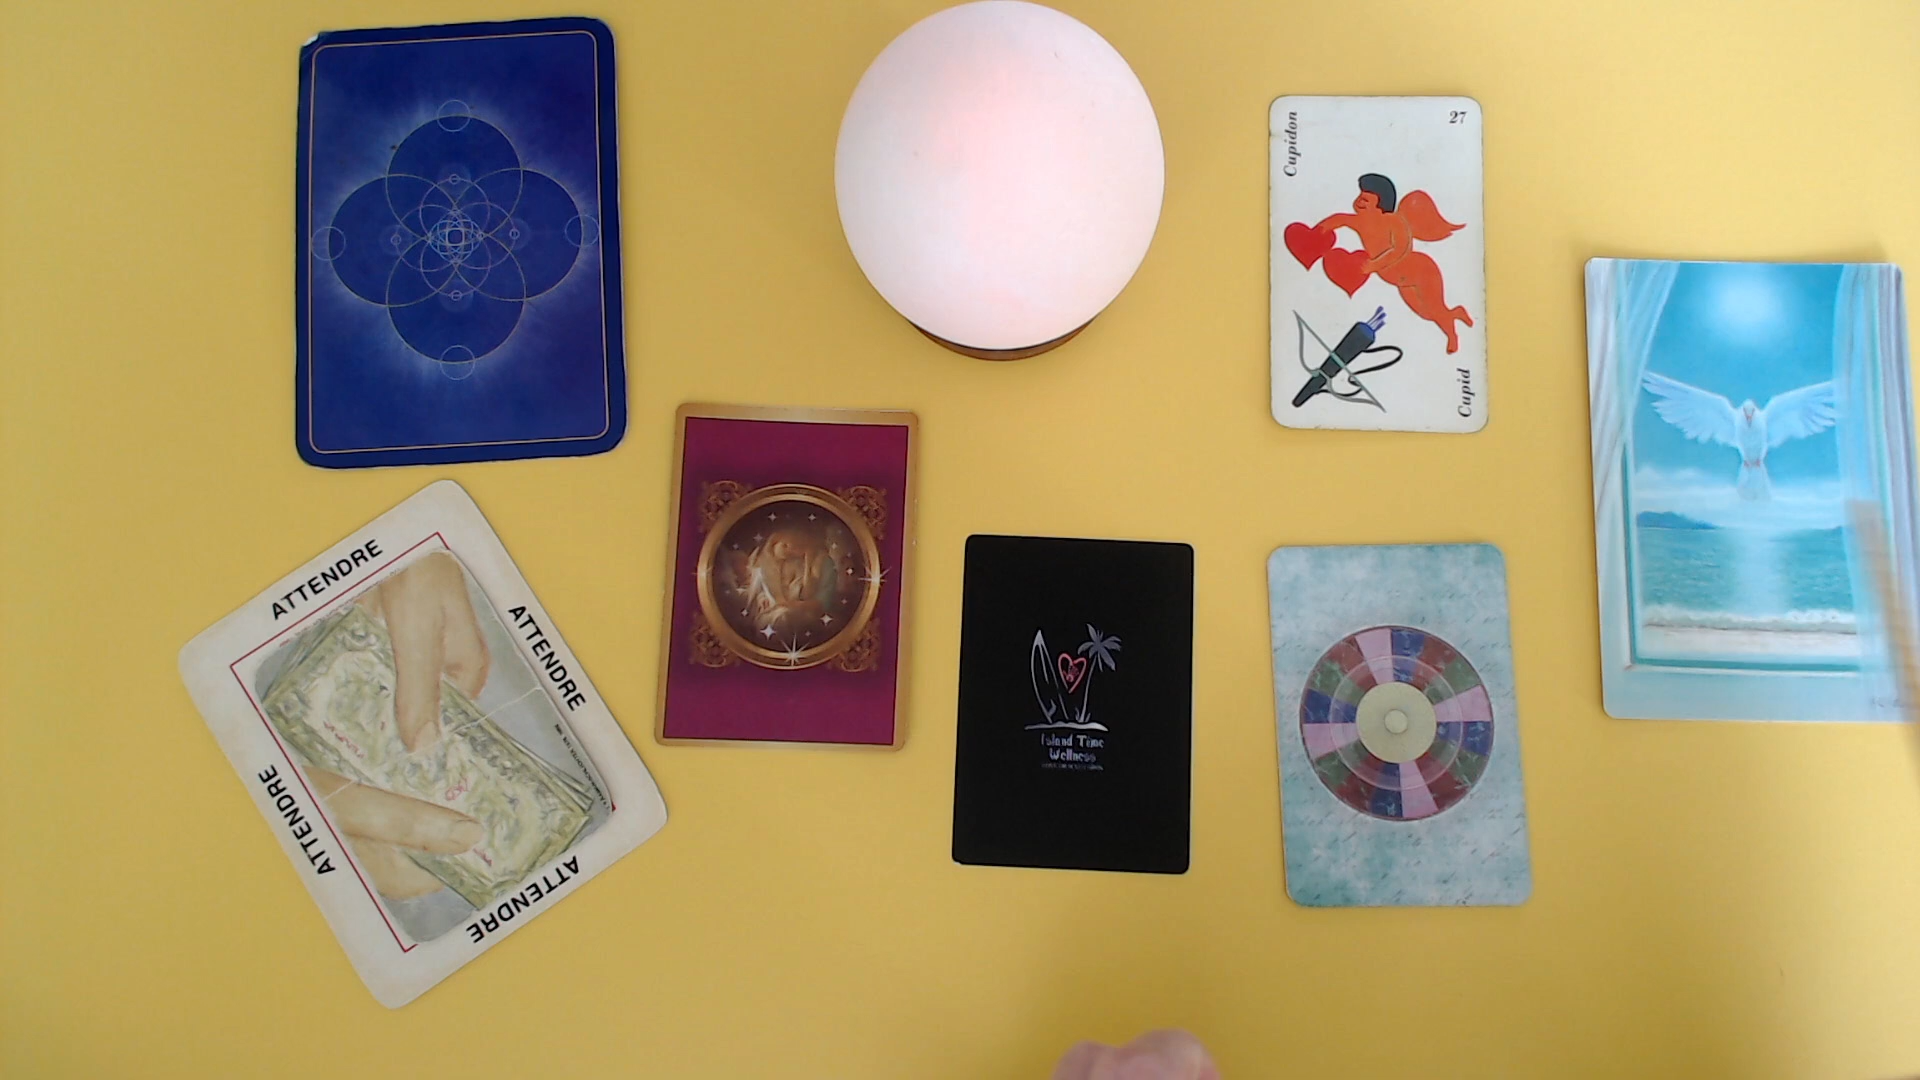 Cupidon
27
Cupid
ATTENDRE
ATTENDRE
ATTENDRE
ATTENDRE
Island Time
Wellness